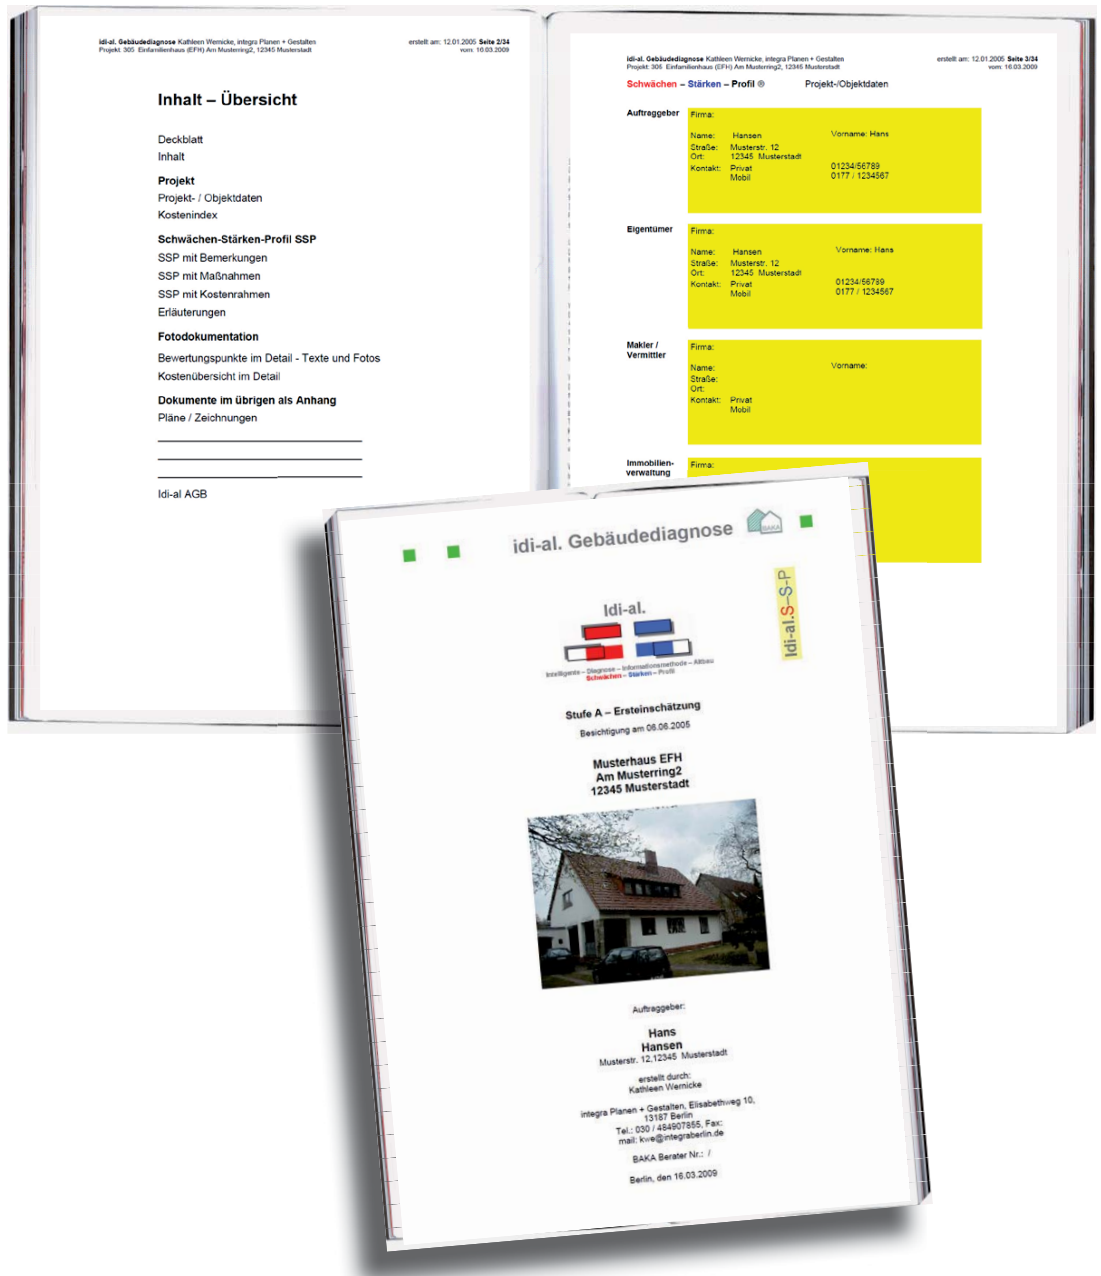 idi-al. Gebäudediagnose Kathleen Wernicke, integra Planen + Gestalten erstellt am: 12.01.2005 Seite 2/34
Projekt: 305 Einfamilienhaus (EFH) Am Musterring2, 12345 Musterstadt vom: 16.03.2009
Inhalt – Übersicht
Deckblatt
Inhalt
Projekt
Projekt- / Objektdaten
Kostenindex
Schwächen-Stärken-Profil SSP
SSP mit Bemerkungen
SSP mit Maßnahmen
SSP mit Kostenrahmen
Erläuterungen
Fotodokumentation
Bewertungspunkte im Detail - Texte und Fotos
Kostenübersicht im Detail
Dokumente im übrigen als Anhang
Pläne / Zeichnungen
Idi-al AGB
idi-al. Gebäudediagnose Kathleen Wernicke, integra Planen + Gestalten erstellt am: 12.01.2005 Seite 3/34
Projekt: 305 Einfamilienhaus (EFH) Am Musterring2, 12345 Musterstadt vom: 16.03.2009
Schwächen – Stärken – Profil ® Projekt-/Objektdaten
Auftraggeber Firma:
Name: Hansen Vorname: Hans
Straße: Musterstr. 12
Ort: 12345 Musterstadt
Kontakt: Privat 01234/56789
Mobil 0177 / 1234567
Eigentümer Firma:
Name: Hansen Vorname: Hans
Straße: Musterstr. 12
Ort: 12345 Musterstadt
Kontakt: Privat 01234/56789
Mobil 0177 / 1234567
Makler / Firma:
Vermittler
Name: Vorname:
Straße:
Ort:
Kontakt: Privat
Mobil
Immobilien- Firma:
verwaltung
idi-al. Gebäudediagnose BAKA
Idi-al.S–S-P
Idi-al.
Intelligente – Diagnose – Informationsmethode – Altbau
Schwächen – Stärken – Profil
Stufe A – Ersteinschätzung
Besichtigung am 06.06.2005
Musterhaus EFH
Am Musterring2
12345 Musterstadt
Auftraggeber:
Hans
Hansen
Musterstr. 12,12345 Musterstadt
erstellt durch:
Kathleen Wernicke
integra Planen + Gestalten, Elisabethweg 10,
13187 Berlin
Tel.: 030 / 484907855, Fax:
mail: kwe@integraberlin.de
BAKA Berater Nr.: /
Berlin, den 16.03.2009